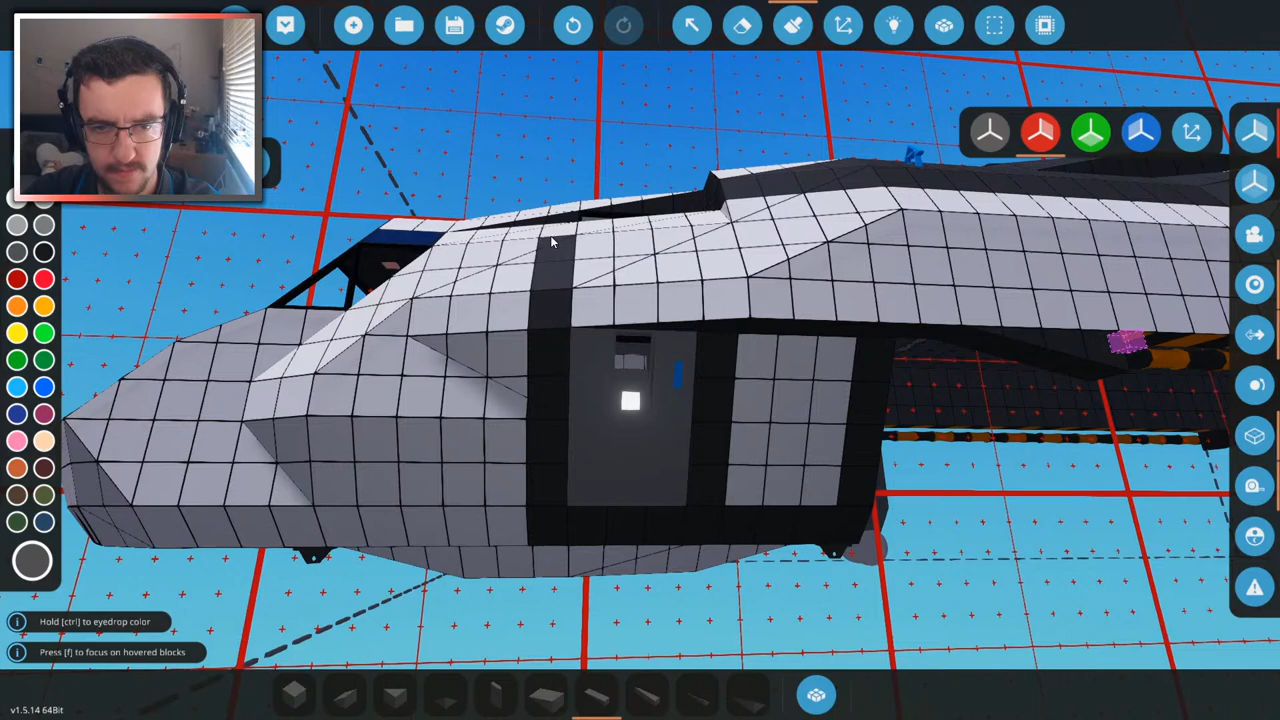 Hold [ctrl] to eyedrop color
Press [f] to focus on hovered blocks
v1.5.14 64Bit